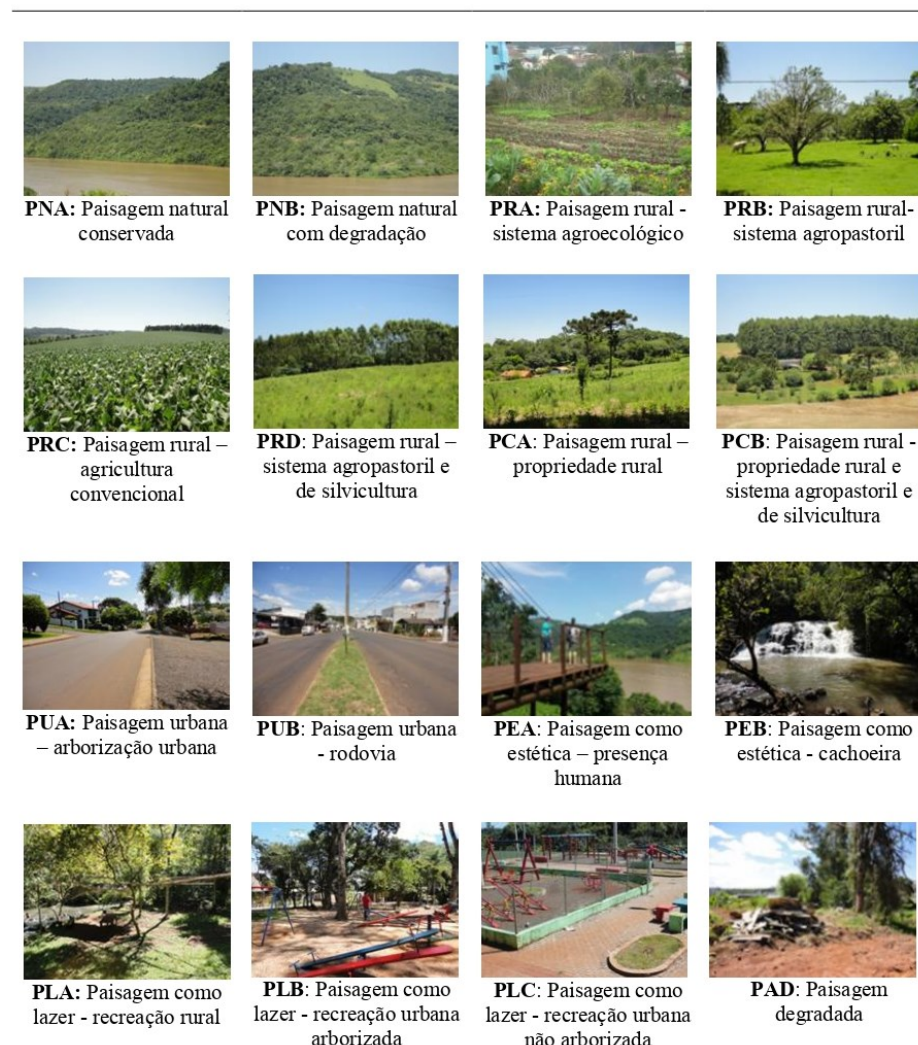 PNA: Paisagem natural
conservada
PNB: Paisagem natural
com degradação
PRA: Paisagem rural -
sistema agroecológico
PRB: Paisagem rural-
sistema agropastoril
PRC: Paisagem rural –
agricultura
convencional
PRD: Paisagem rural –
sistema agropastoril e
de silvicultura
PCA: Paisagem rural –
propriedade rural
PCB: Paisagem rural -
propriedade rural e
sistema agropastoril e
de silvicultura
PUA: Paisagem urbana
– arborização urbana
PUB: Paisagem urbana
- rodovia
PEA: Paisagem como
estética – presença
humana
PEB: Paisagem como
estética - cachoeira
PLA: Paisagem como
lazer - recreação rural
PLB: Paisagem como
lazer - recreação urbana
arborizada
PLC: Paisagem como
lazer - recreação urbana
não arborizada
PAD: Paisagem
degradada